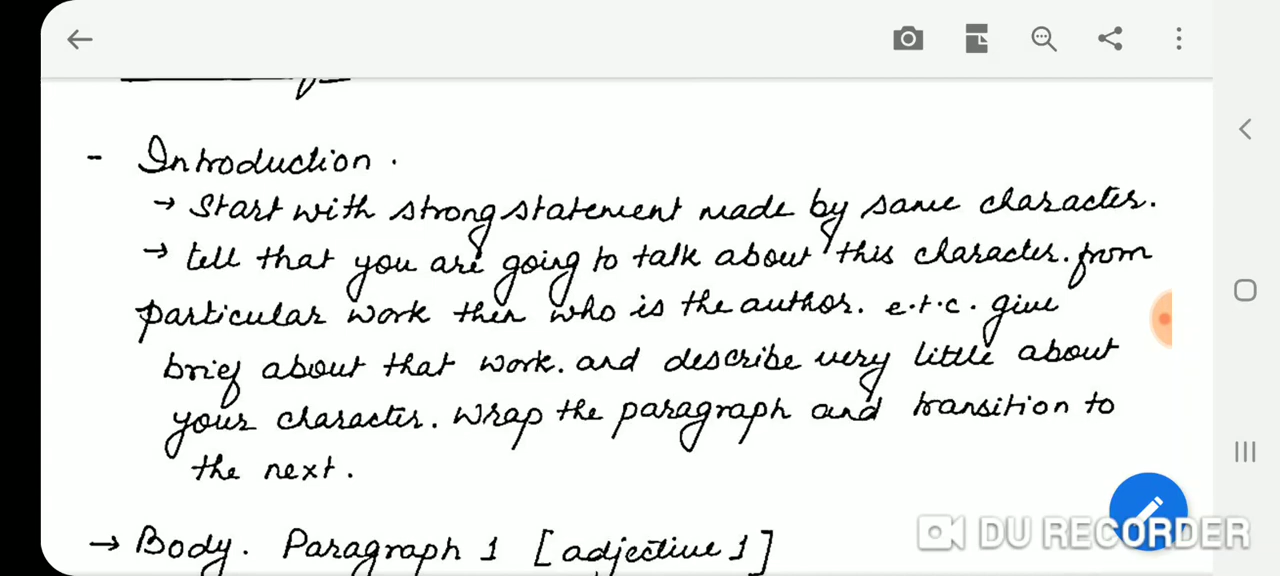 - Introduction.
→ Start with strong statement made by same character.
→ tell that you are going to talk about this character. from
particular work then who is the author. e.t.c. give
brief about that work. and describe very little about
your character. Wrap the paragraph and transition to
the next.
→ Body. Paragraph 1 [adjective 1]
DU RECORDER